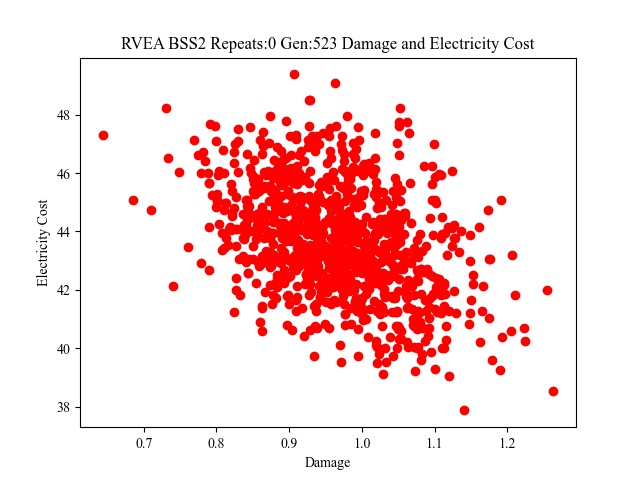 RVEA BSS2 Repeats:0 Gen:523 Damage and Electricity Cost
48
46
44
42
40
38
Electricity Cost
0.7 0.8 0.9 1.0 1.1 1.2
Damage